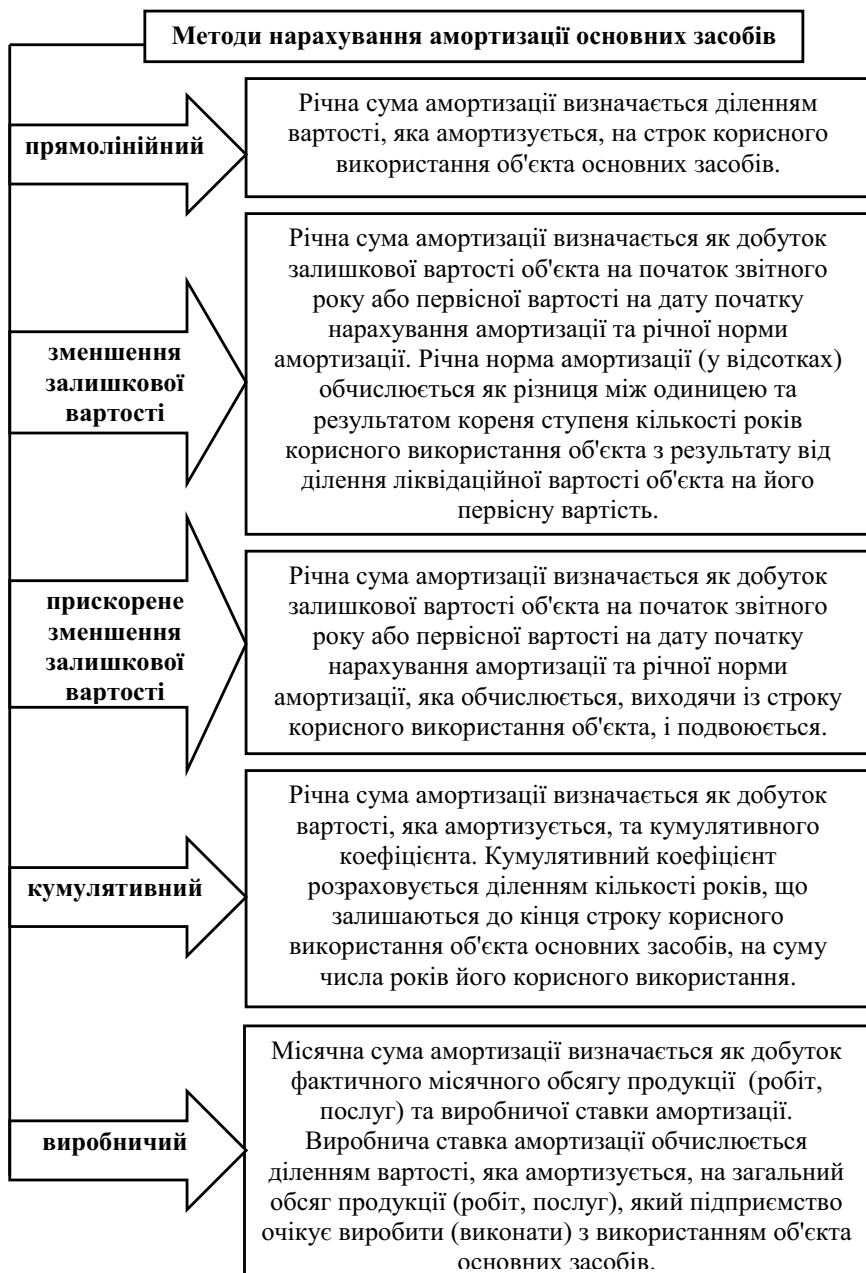 Методи нарахування амортизації основних засобів
прямолінійний
Річна сума амортизації визначається діленням
вартості, яка амортизується, на строк корисного
використання об'єкта основних засобів.
зменшення
залишкової
вартості
Річна сума амортизації визначається як добуток
залишкової вартості об'єкта на початок звітного
року або первісної вартості на дату початку
нарахування амортизації та річної норми
амортизації. Річна норма амортизації (у відсотках)
обчислюється як різниця між одиницею та
результатом кореня ступеня кількості років
корисного використання об'єкта з результату від
ділення ліквідаційної вартості об'єкта на його
первісну вартість.
прискорене
зменшення
залишкової
вартості
Річна сума амортизації визначається як добуток
залишкової вартості об'єкта на початок звітного
року або первісної вартості на дату початку
нарахування амортизації та річної норми
амортизації, яка обчислюється, виходячи із строку
корисного використання об'єкта, і подвоюється.
кумулятивний
Річна сума амортизації визначається як добуток
вартості, яка амортизується, та кумулятивного
коефіцієнта. Кумулятивний коефіцієнт
розраховується діленням кількості років, що
залишаються до кінця строку корисного
використання об'єкта основних засобів, на суму
числа років його корисного використання.
виробничий
Місячна сума амортизації визначається як добуток
фактичного місячного обсягу продукції (робіт,
послуг) та виробничої ставки амортизації.
Виробнича ставка амортизації обчислюється
діленням вартості, яка амортизується, на загальний
обсяг продукції (робіт, послуг), який підприємство
очікує виробити (виконати) з використанням об'єкта
основних засобів.